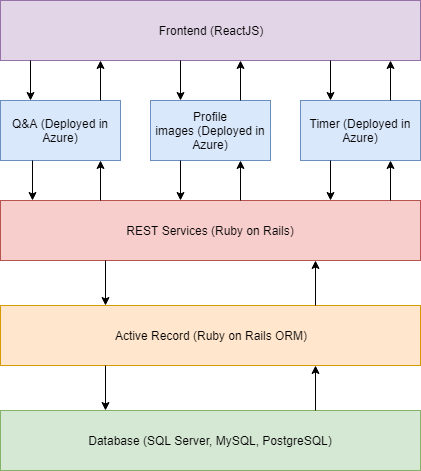 Frontend (ReactJS)
Q&A (Deployed in
Azure)
Profile
images (Deployed in
Azure)
Timer (Deployed in
Azure)
REST Services (Ruby on Rails)
Active Record (Ruby on Rails ORM)
Database (SQL Server, MySQL, PostgreSQL)